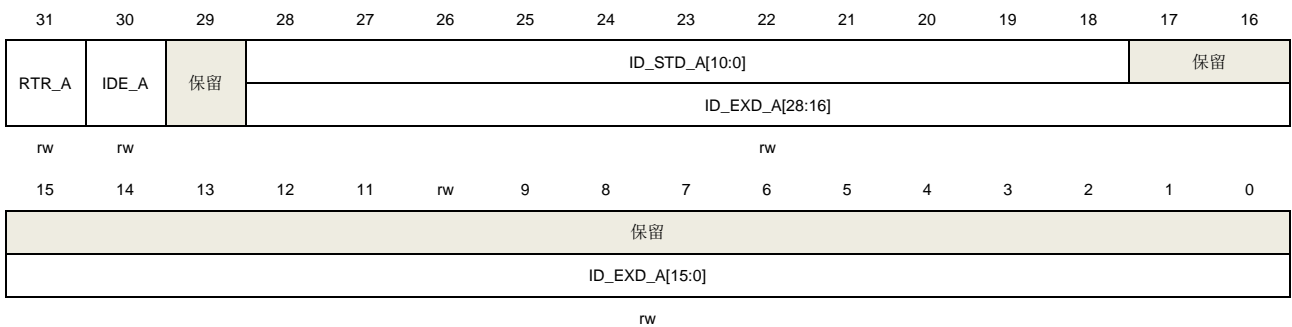 31 30 29 28 27 26 25 24 23 22 21 20 19 18 17 16
RTR_A IDE_A 保留 ID_STD_A[10:0] 保留
ID_EXD_A[28:16]
rw rw rw
15 14 13 12 11 rw 9 8 7 6 5 4 3 2 1 0
保留
ID_EXD_A[15:0]
rw